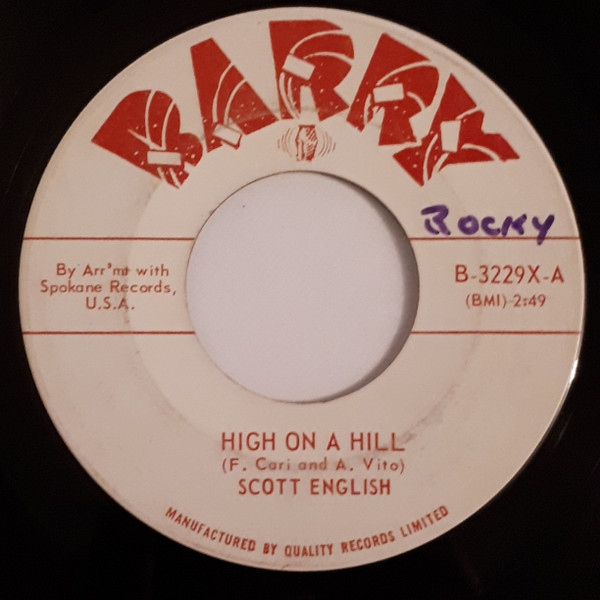 BARRY
Rocky
By Arr'mt with
Spokane Records,
U.S.A.
B-3229X-A
(BMI) 2:49
HIGH ON A HILL
(F. Cari and A. Vito)
SCOTT ENGLISH
MANUFACTURED BY QUALITY RECORDS LIMITED